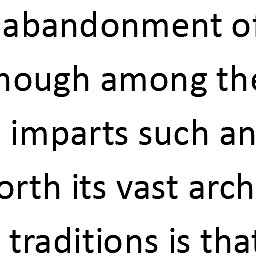 abandonment of
hough among the
imparts such an
orth its vast arch
traditions is that